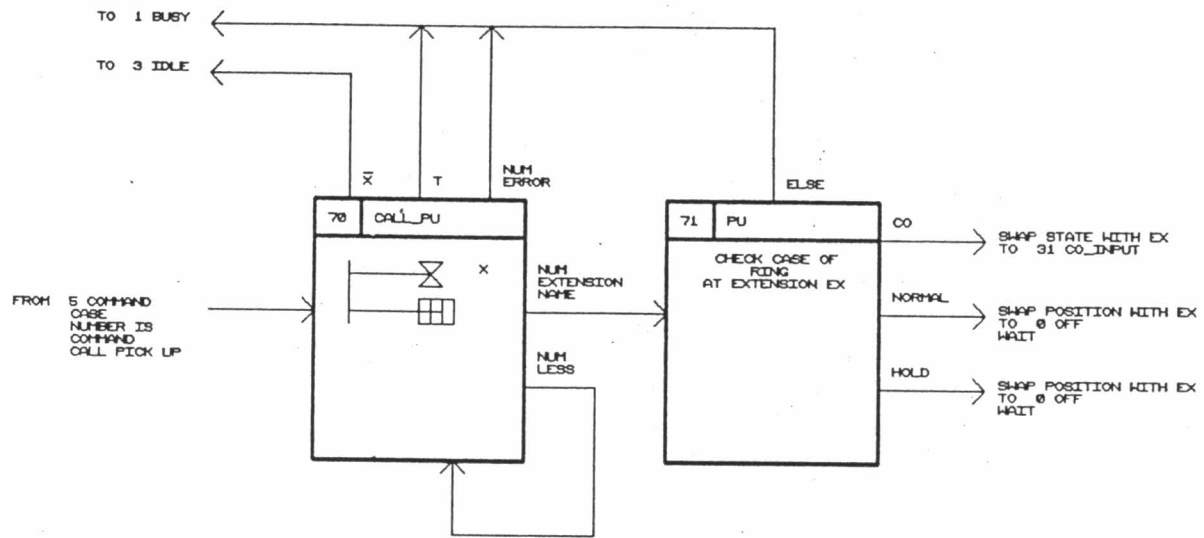 TO 1 BUSY
TO 3 IDLE
X̄
T
NUM
ERROR
ELSE
70 CALL_PU
X
71 PU
CHECK CASE OF
RING
AT EXTENSION EX
FROM 5 COMMAND
CASE
NUMBER IS
COMMAND
CALL PICK UP
NUM
EXTENSION
NAME
NUM
LESS
CO
SWAP STATE WITH EX
TO 31 CO_INPUT
NORMAL
SWAP POSITION WITH EX
TO 0 OFF
WAIT
HOLD
SWAP POSITION WITH EX
TO 0 OFF
WAIT